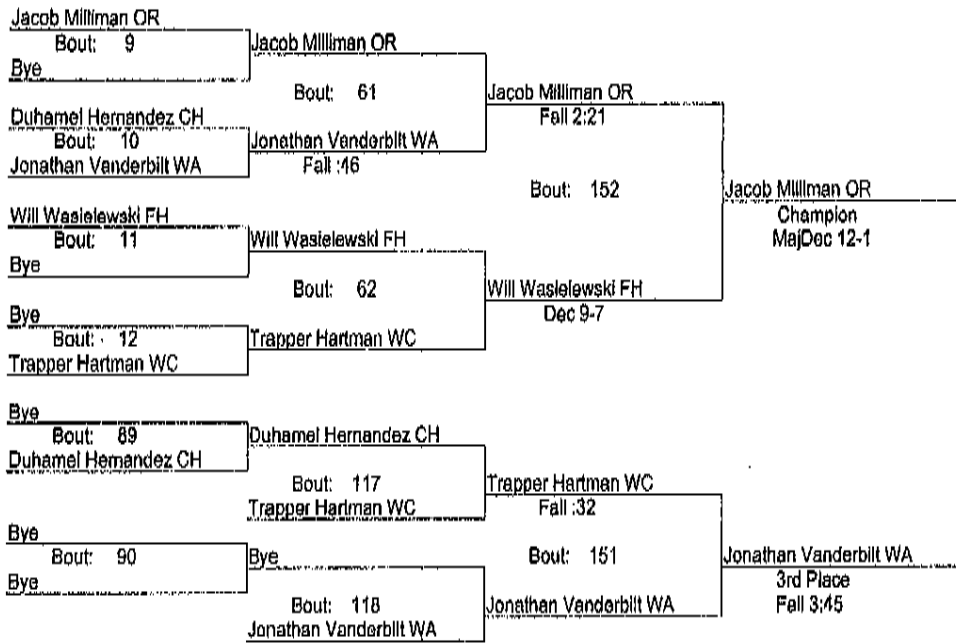 Jacob Milliman OR
Bout: 9
Bye
Jacob Milliman OR
Bout: 61
Duhamel Hernandez CH
Bout: 10
Jonathan Vanderbilt WA
Jonathan Vanderbilt WA
Fall :46
Jacob Milliman OR
Fall 2:21
Bout: 152
Will Wasielewski FH
Bout: 11
Bye
Will Wasielewski FH
Bout: 62
Bye
Bout: 12
Trapper Hartman WC
Trapper Hartman WC
Will Wasielewski FH
Dec 9-7
Jacob Milliman OR
Champion
MajDec 12-1
Bye
Bout: 89
Duhamel Hernandez CH
Duhamel Hernandez CH
Bout: 117
Trapper Hartman WC
Trapper Hartman WC
Fall :32
Bout: 151
Bye
Bout: 90
Bye
Bye
Bout: 118
Jonathan Vanderbilt WA
Jonathan Vanderbilt WA
Jonathan Vanderbilt WA
3rd Place
Fall 3:45